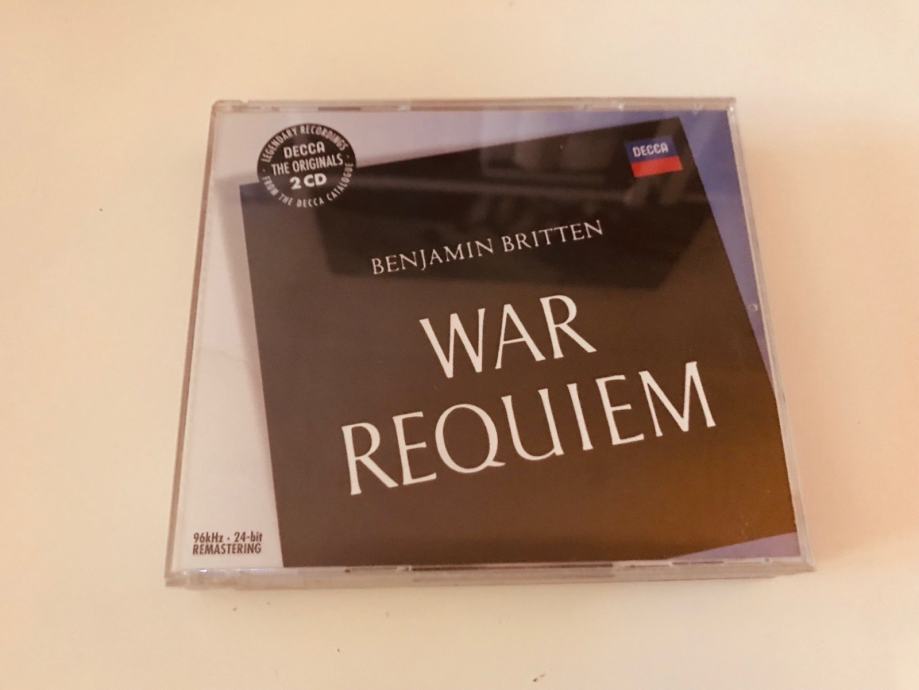 LEGENDARY RECORDINGS
DECCA
THE ORIGINALS
2 CD
FROM THE DECCA CATALOGUE
DECCA
BENJAMIN BRITTEN
WAR
REQUIEM
96kHz · 24-bit
REMASTERING